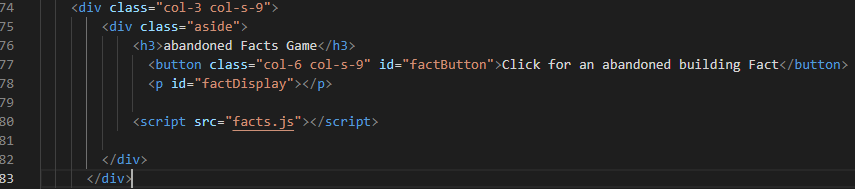 74 <div class="col-3 col-s-9">
75 <div class="aside">
76 <h3>abandoned Facts Game</h3>
77 <button class="col-6 col-s-9" id="factButton">Click for an abandoned building Fact</button>
78 <p id="factDisplay"></p>
79
80 <script src="facts.js"></script>
81
82 </div>
83 </div>